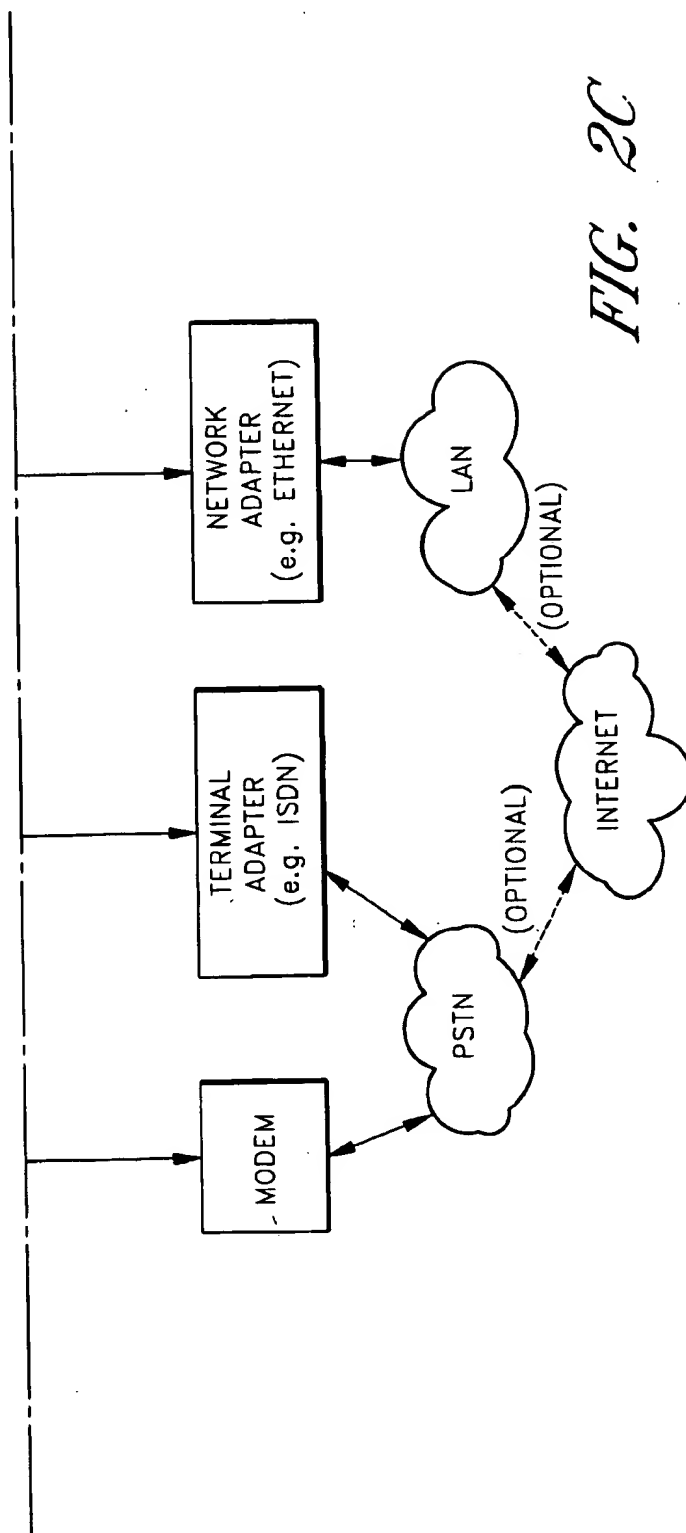 MODEM
TERMINAL
ADAPTER
(e.g. ISDN)
NETWORK
ADAPTER
(e.g. ETHERNET)
PSTN
LAN
(OPTIONAL)
(OPTIONAL)
INTERNET
FIG. 2C